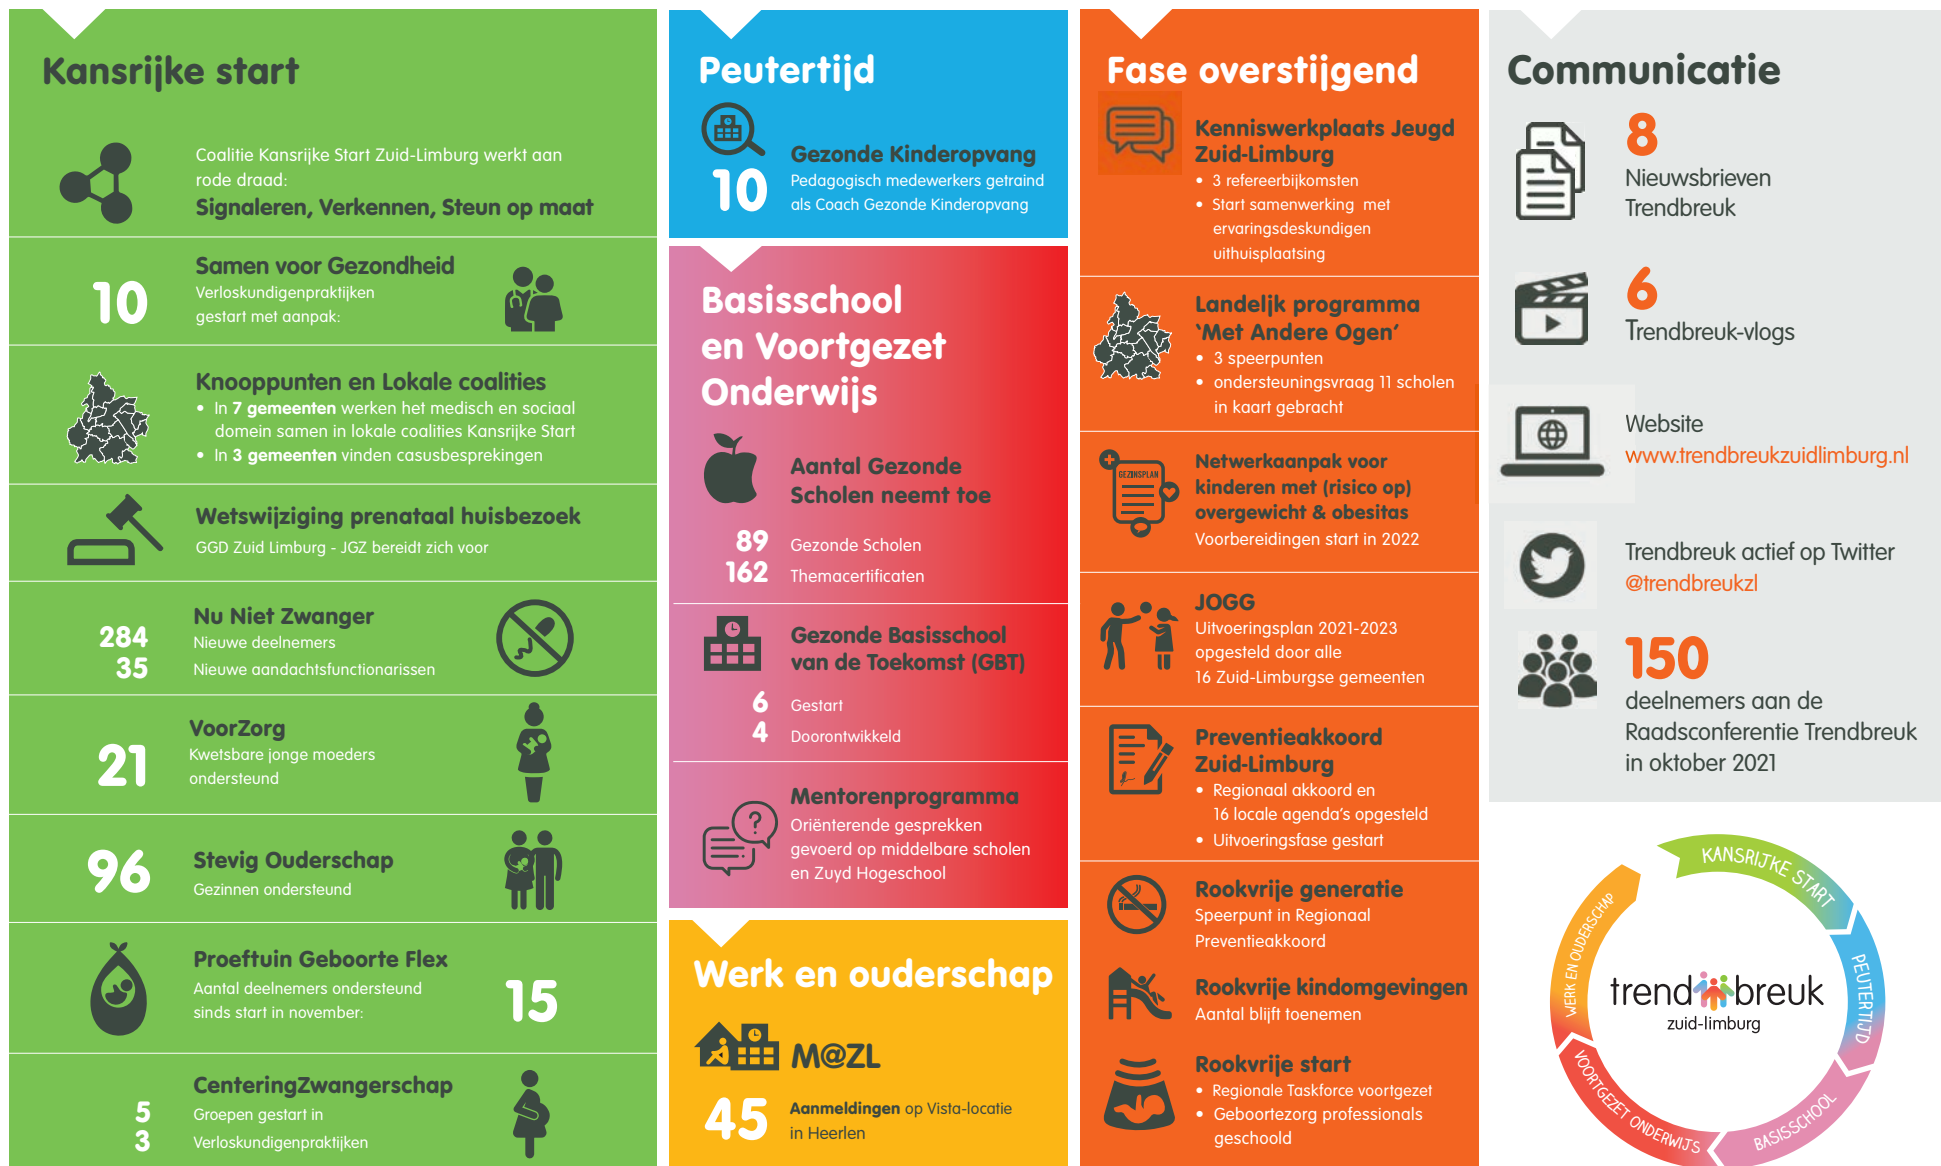 Kansrijke start
Coalitie Kansrijke Start Zuid-Limburg werkt aan
rode draad:
Signaleren, Verkennen, Steun op maat
10
Samen voor Gezondheid
Verloskundigenpraktijken
gestart met aanpak:
Knooppunten en Lokale coalities
• In 7 gemeenten werken het medisch en sociaal
domein samen in lokale coalities Kansrijke Start
• In 3 gemeenten vinden casusbesprekingen
Wetswijziging prenataal huisbezoek
GGD Zuid Limburg - JGZ bereidt zich voor
Nu Niet Zwanger
284 Nieuwe deelnemers
35 Nieuwe aandachtsfunctionarissen
21
VoorZorg
Kwetsbare jonge moeders
ondersteund
96
Stevig Ouderschap
Gezinnen ondersteund
Proeftuin Geboorte Flex
Aantal deelnemers ondersteund
sinds start in november:
15
CenteringZwangerschap
5 Groepen gestart in
3 Verloskundigenpraktijken
Peutertijd
10
Gezonde Kinderopvang
Pedagogisch medewerkers getraind
als Coach Gezonde Kinderopvang
Basisschool
en Voortgezet
Onderwijs
Aantal Gezonde
Scholen neemt toe
89 Gezonde Scholen
162 Themacertificaten
Gezonde Basisschool
van de Toekomst (GBT)
6 Gestart
4 Doorontwikkeld
?
Mentorenprogramma
Oriënterende gesprekken
gevoerd op middelbare scholen
en Zuyd Hogeschool
Werk en ouderschap
M@ZL
45
Aanmeldingen op Vista-locatie
in Heerlen
Fase overstijgend
Kenniswerkplaats Jeugd
Zuid-Limburg
• 3 refereerbijkomsten
• Start samenwerking met
ervaringsdeskundigen
uithuisplaatsing
Landeljk programma
‘Met Andere Ogen’
• 3 speerpunten
• ondersteuningsvraag 11 scholen
in kaart gebracht
GEZINSPLAN
Netwerkaanpak voor
kinderen met (risico op)
overgewicht & obesitas
Voorbereidingen start in 2022
JOGG
Uitvoeringsplan 2021-2023
opgesteld door alle
16 Zuid-Limburgse gemeenten
Preventieakkoord
Zuid-Limburg
• Regionaal akkoord en
16 locale agenda’s opgesteld
• Uitvoeringsfase gestart
Rookvrije generatie
Speerpunt in Regionaal
Preventieakkoord
Rookvrije kindomgevingen
Aantal blijft toenemen
Rookvrije start
• Regionale Taskforce voortgezet
• Geboortezorg professionals
geschoold
Communicatie
8
Nieuwsbrieven
Trendbreuk
6
Trendbreuk-vlogs
Website
www.trendbreukzuidlimburg.nl
Trendbreuk actief op Twitter
@trendbreukzl
150
deelnemers aan de
Raadsconferentie Trendbreuk
in oktober 2021
KANSRIJKE START
PEUTERTIJD
BASISSCHOOL
VOORTGEZET ONDERWIJS
WERK EN OUDERSCHAP
trend breuk
zuid-limburg